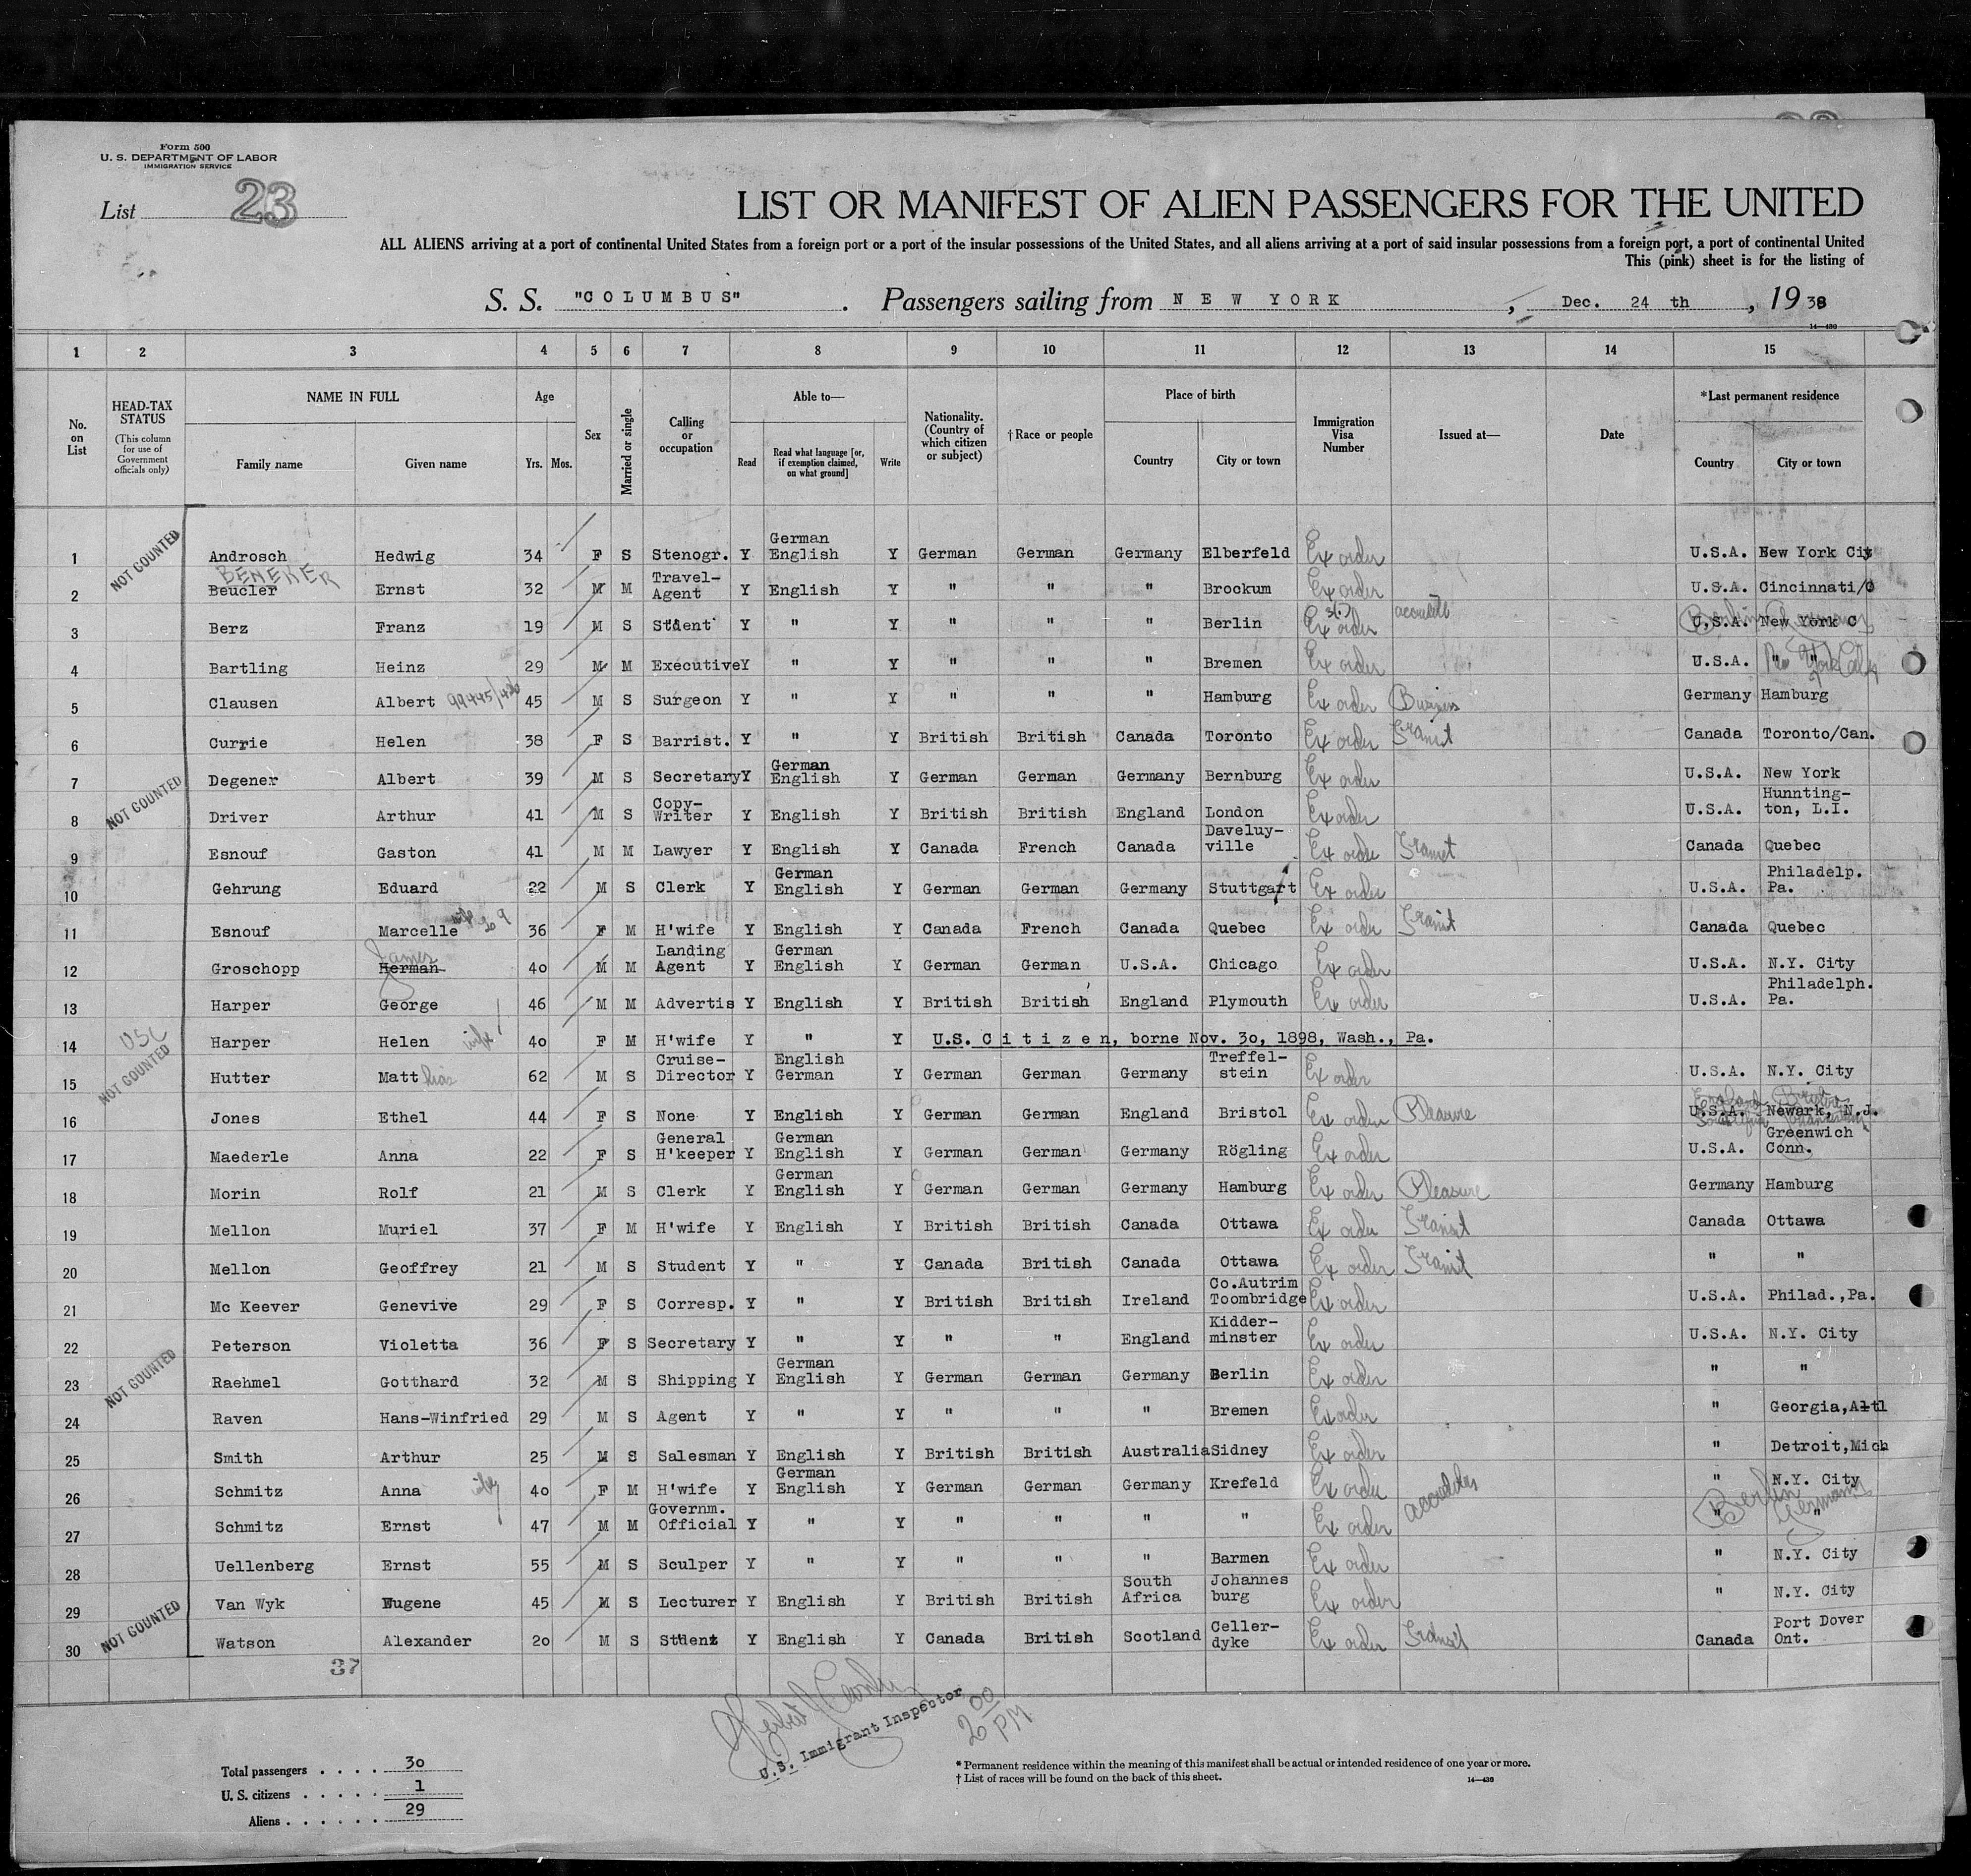 Form 500
U. S. DEPARTMENT OF LABOR
IMMIGRATION SERVICE
List 23
LIST OR MANIFEST OF ALIEN PASSENGERS FOR THE UNITED
ALL ALIENS arriving at a port of continental United States from a foreign port or a port of the insular possessions of the United States, and all aliens arriving at a port of said insular possessions from a foreign port, a port of continental United
This (pink) sheet is for the listing of
S. S. "COLUMBUS". Passengers sailing from NEW YORK, Dec. 24 th, 1938
14—430
1 2 3 4 5 6 7 8 9 10 11 12 13 14 15
No. on List
HEAD-TAX STATUS (This column for use of Government officials only)
NAME IN FULL Family name Given name
Age Yrs. Mos.
Sex
Married or single
Calling or occupation
Able to— Read Read what language [or, if exemption claimed, on what ground] Write
Nationality. (Country of which citizen or subject)
†Race or people
Place of birth Country City or town
Immigration Visa Number
Issued at—
Date
*Last permanent residence Country City or town
NOT COUNTED
1 Androsch Hedwig 34 F S Stenogr. Y German English Y German German Germany Elberfeld Ex order U.S.A. New York City
BENEKER
2 Beucler Ernst 32 M M Travel-Agent Y English Y " " " Brockum Ex order U.S.A. Cincinnati/O
3 Berz Franz 19 M S Student Y " Y " " " Berlin Ex order U.S.A. New York C
4 Bartling Heinz 29 M M Executive Y " Y " " " Bremen Ex order U.S.A. " "
5 Clausen Albert 99445/426 45 M S Surgeon Y " Y " " " Hamburg Ex order Business Germany Hamburg
6 Currie Helen 38 F S Barrist. Y " Y British British Canada Toronto Ex order Transit Canada Toronto/Can.
7 Degener Albert 39 M S Secretary Y German English Y German German Germany Bernburg Ex order U.S.A. New York
NOT COUNTED
8 Driver Arthur 41 M S Copy-Writer Y English Y British British England London Ex order U.S.A. Hunnting-ton, L.I.
9 Esnouf Gaston 41 M M Lawyer Y English Y Canada French Canada Daveluy-ville Ex order Transit Canada Quebec
10 Gehrung Eduard 22 M S Clerk Y German English Y German German Germany Stuttgart Ex order U.S.A. Philadelp. Pa.
11 Esnouf Marcelle wife 36 F M H'wife Y English Y Canada French Canada Quebec Ex order Transit Canada Quebec
James
12 Groschopp Herman 40 M M Landing Agent Y German English Y German German U.S.A. Chicago Ex order U.S.A. N.Y. City
13 Harper George 46 M M Advertis Y English Y British British England Plymouth Ex order U.S.A. Philadelph. Pa.
USC
14 Harper Helen wife 40 F M H'wife Y " Y U.S. Citizen, borne Nov. 30, 1898, Wash., Pa.
NOT COUNTED
15 Hutter Matthias 62 M S Cruise-Director Y English German Y German German Germany Treffel-stein Ex order U.S.A. N.Y. City
16 Jones Ethel 44 F S None Y English Y German German England Bristol Ex order Pleasure U.S.A. Newark, N.J.
17 Maederle Anna 22 F S General H'keeper Y German English Y German German Germany Rögling Ex order U.S.A. Greenwich Conn.
18 Morin Rolf 21 M S Clerk Y German English Y German German Germany Hamburg Ex order Pleasure Germany Hamburg
19 Mellon Muriel 37 F M H'wife Y English Y British British Canada Ottawa Ex order Transit Canada Ottawa
20 Mellon Geoffrey 21 M S Student Y " Y Canada British Canada Ottawa Ex order Transit " "
21 Mc Keever Genevive 29 F S Corresp. Y " Y British British Ireland Co.Autrim Toombridge Ex order U.S.A. Philad.,Pa.
22 Peterson Violetta 36 F S Secretary Y " Y " " England Kidder-minster Ex order U.S.A. N.Y. City
NOT COUNTED
23 Raehmel Gotthard 32 M S Shipping Y German English Y German German Germany Berlin Ex order " "
24 Raven Hans-Winfried 29 M S Agent Y " Y " " " Bremen Ex order " Georgia,Atl
25 Smith Arthur 25 M S Salesman Y English Y British British Australia Sidney Ex order " Detroit,Mich
26 Schmitz Anna wife 40 F M H'wife Y German English Y German German Germany Krefeld Ex order " N.Y. City
Berlin Germany
27 Schmitz Ernst 47 M M Governm. Official Y " Y " " " " Ex order " "
28 Uellenberg Ernst 55 M S Sculper Y " Y " " " Barmen Ex order " N.Y. City
29 Van Wyk Eugene 45 M S Lecturer Y English Y British British South Africa Johannes burg Ex order " N.Y. City
NOT COUNTED
30 Watson Alexander 20 M S Student Y English Y Canada British Scotland Celler-dyke Ex order Transit Canada Port Dover Ont.
37
U.S. Immigrant Inspector
2 00 PM
Total passengers . . . . 30
U. S. citizens . . . . . 1
Aliens . . . . . . 29
*Permanent residence within the meaning of this manifest shall be actual or intended residence of one year or more.
†List of races will be found on the back of this sheet.
14—430